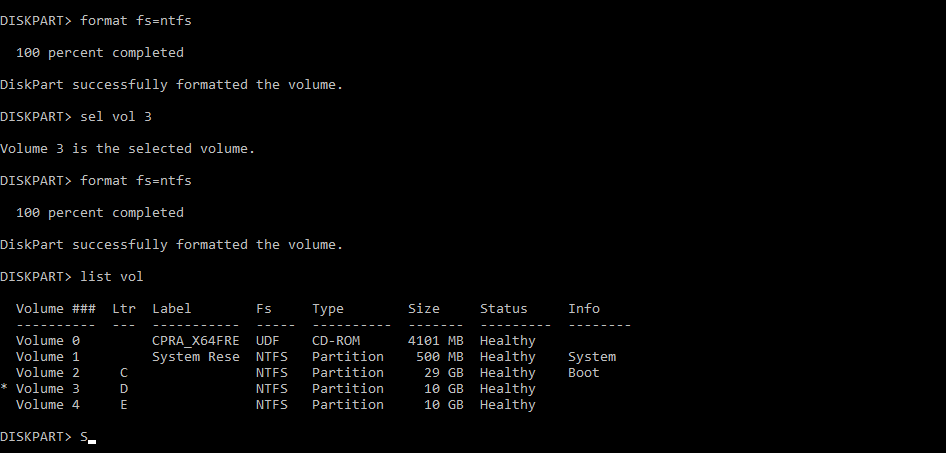 DISKPART> format fs=ntfs
100 percent completed
DiskPart successfully formatted the volume.
DISKPART> sel vol 3
Volume 3 is the selected volume.
DISKPART> format fs=ntfs
100 percent completed
DiskPart successfully formatted the volume.
DISKPART> list vol
Volume ###  Ltr  Label        Fs     Type        Size     Status     Info
----------  ---  -----------  -----  ----------  -------  ---------  --------
Volume 0         CPRA_X64FRE  UDF    CD-ROM      4101 MB  Healthy
Volume 1         System Rese  NTFS   Partition    500 MB  Healthy    System
Volume 2     C                NTFS   Partition     29 GB  Healthy    Boot
* Volume 3     D                NTFS   Partition     10 GB  Healthy
Volume 4     E                NTFS   Partition     10 GB  Healthy
DISKPART> S_